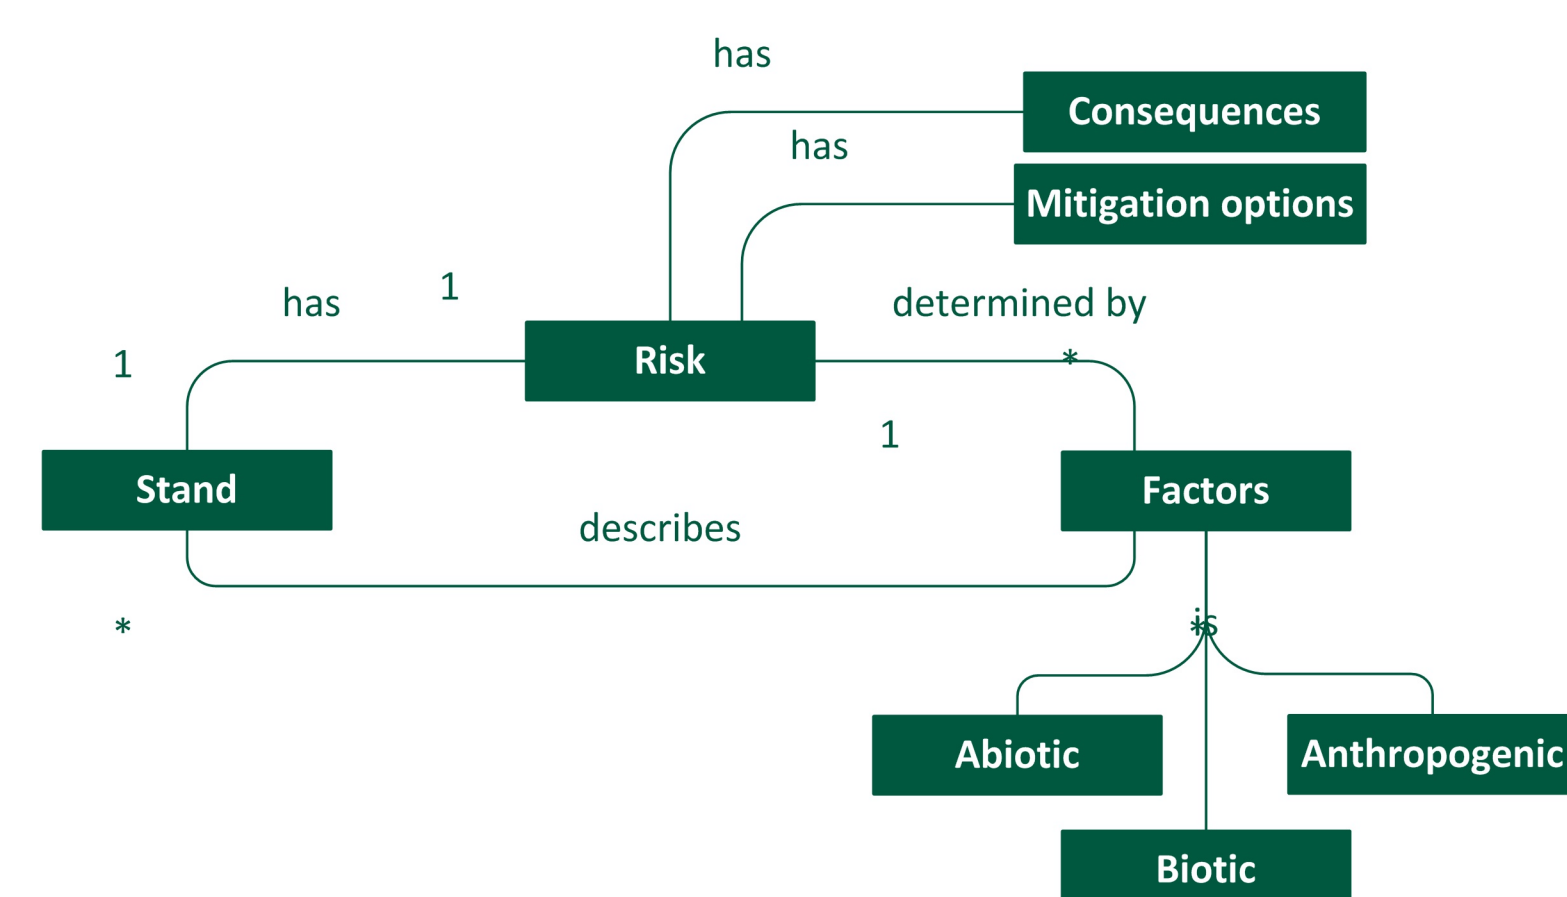 has
Consequences
has
Mitigation options
has
1
determined by
1
Risk
*
1
Stand
Factors
describes
*
is
*
Abiotic
Anthropogenic
Biotic